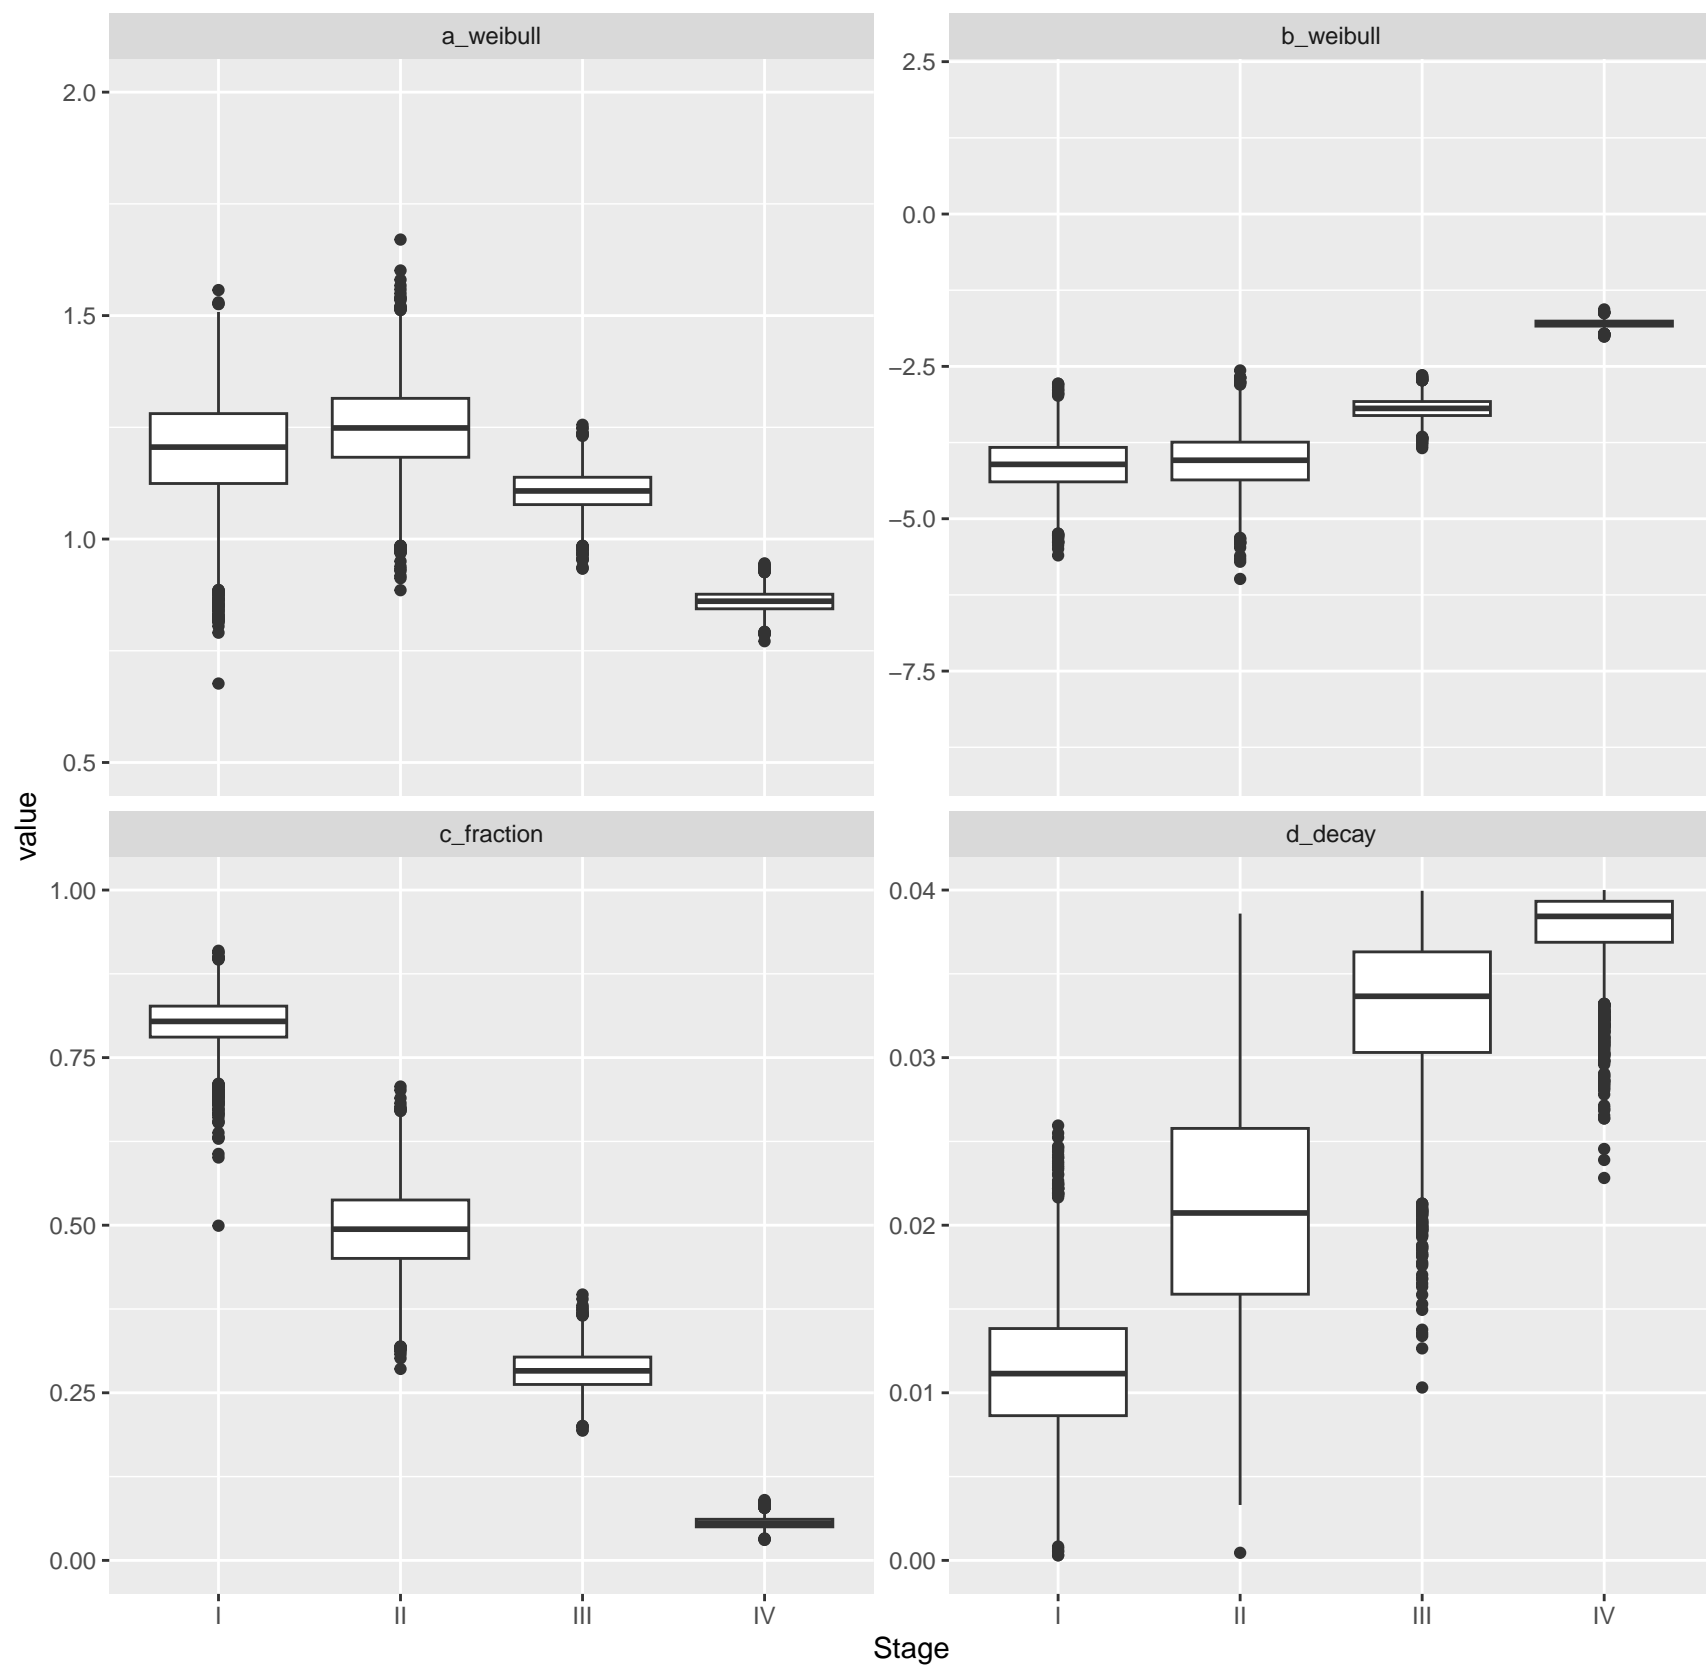 a_weibull
b_weibull
2.0
1.5
1.0
0.5
2.5
0.0
−2.5
−5.0
−7.5
value
c_fraction
d_decay
1.00
0.75
0.50
0.25
0.00
0.04
0.03
0.02
0.01
0.00
I II III IV
I II III IV
Stage